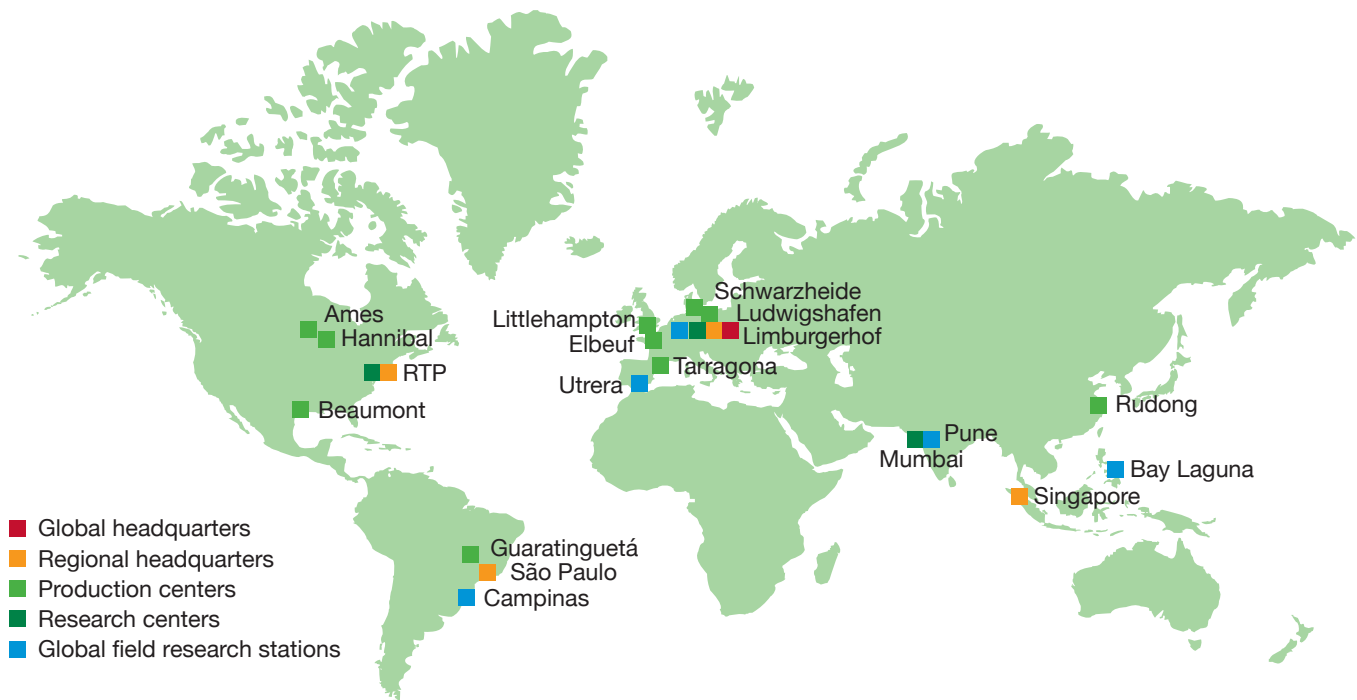 Schwarzheide
Ludwigshafen
Limburgerhof
Littlehampton
Elbeuf
Tarragona
Utrera
Ames
Hannibal
RTP
Beaumont
Rudong
Pune
Mumbai
Bay Laguna
Singapore
Guaratinguetá
São Paulo
Campinas
Global headquarters
Regional headquarters
Production centers
Research centers
Global field research stations